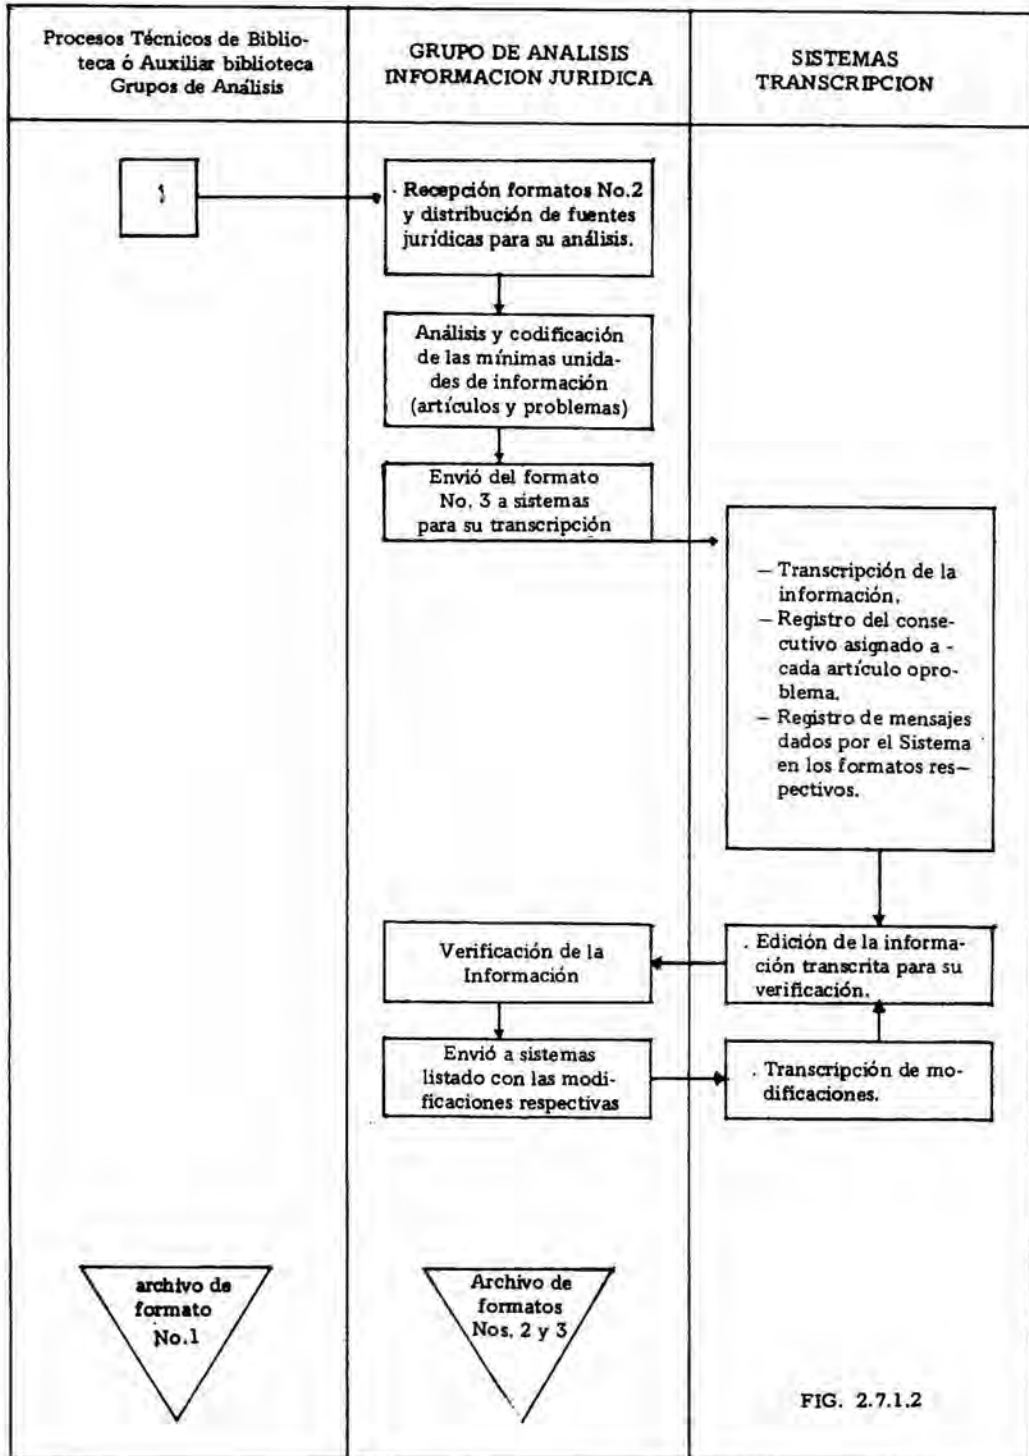 Procesos Técnicos de Biblio-
teca ó Auxiliar biblioteca
Grupos de Análisis
GRUPO DE ANALISIS
INFORMACION JURIDICA
SISTEMAS
TRANSCRIPCION
. Recepción formatos No.2
y distribución de fuentes
jurídicas para su análisis.
Análisis y codificación
de las mínimas unida-
des de información
(artículos y problemas)
Envió del formato
No. 3 a sistemas
para su transcripción
— Transcripción de la
información.
— Registro del conse-
cutivo asignado a -
cada artículo opro-
blema.
— Registro de mensajes
dados por el Sistema
en los formatos res—
pectivos.
Verificación de la
Información
. Edición de la informa-
ción transcrita para su
verificación.
Envió a sistemas
listado con las modi-
ficaciones respectivas
. Transcripción de mo-
dificaciones.
archivo de
formato
No.1
Archivo de
formatos
Nos. 2 y 3
FIG. 2.7.1.2